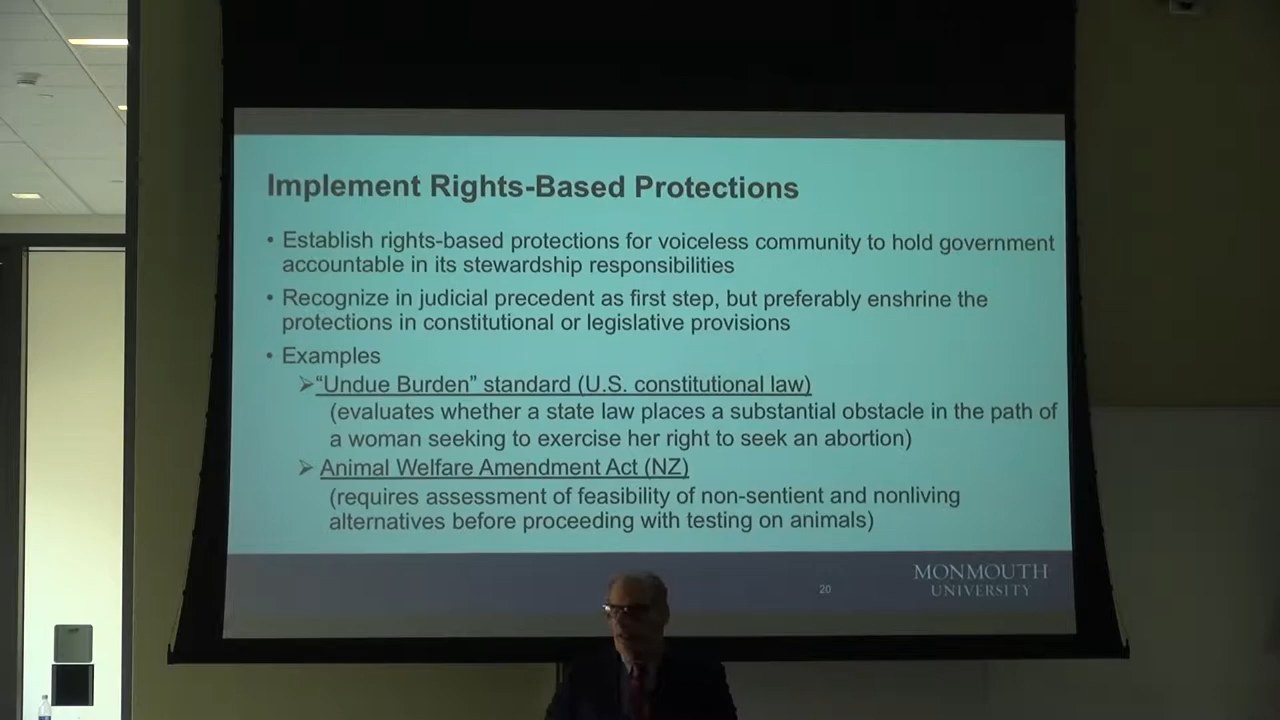 Implement Rights-Based Protections
• Establish rights-based protections for voiceless community to hold government
accountable in its stewardship responsibilities
• Recognize in judicial precedent as first step, but preferably enshrine the
protections in constitutional or legislative provisions
• Examples
➢“Undue Burden” standard (U.S. constitutional law)
(evaluates whether a state law places a substantial obstacle in the path of
a woman seeking to exercise her right to seek an abortion)
➢ Animal Welfare Amendment Act (NZ)
(requires assessment of feasibility of non-sentient and nonliving
alternatives before proceeding with testing on animals)
20
MONMOUTH
UNIVERSITY